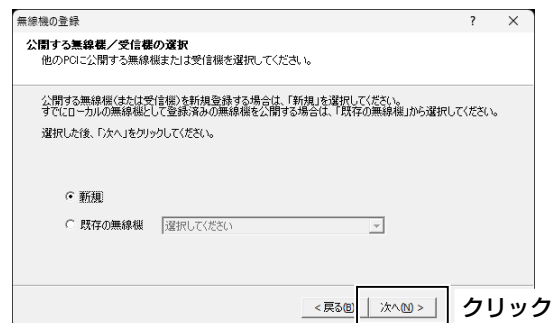 無線機の登録 ? ×
公開する無線機/受信機の選択
他のPCに公開する無線機または受信機を選択してください。
公開する無線機(または受信機)を新規登録する場合は、「新規」を選択してください。
すでにローカルの無線機として登録済みの無線機を公開する場合は、「既存の無線機」から選択してください。
選択した後、「次へ」をクリックしてください。
新規
既存の無線機 選択してください
< 戻る(B) 次へ(N) > クリック